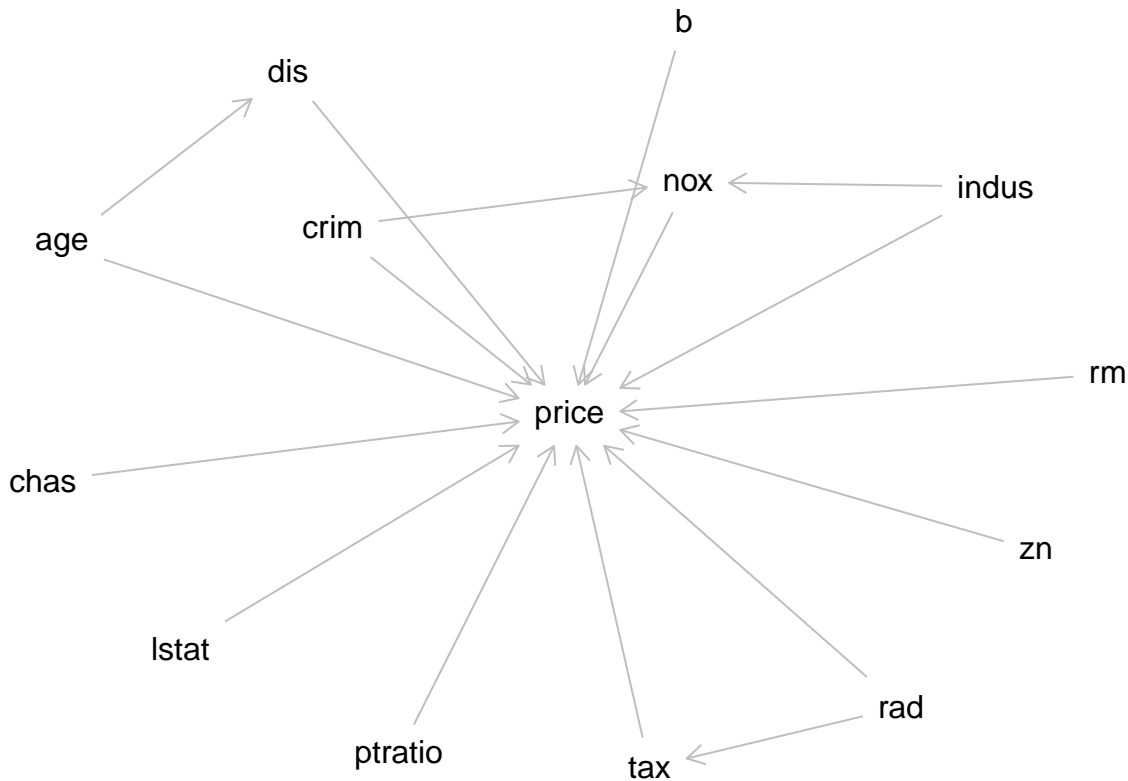 b
dis
nox
indus
crim
age
rm
price
chas
zn
lstat
rad
ptratio
tax